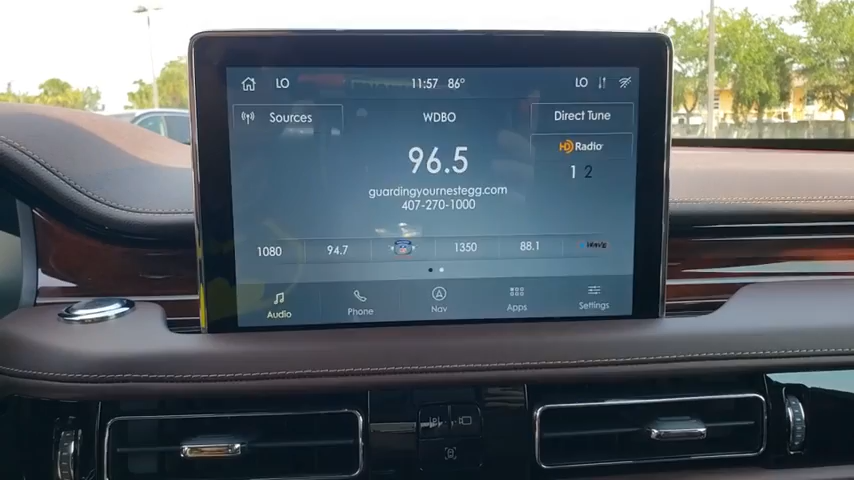 LO 11:57 86° LO
Sources WDBO Direct Tune
96.5
HD Radio
1 2
guardingyournestegg.com
407-270-1000
1080 94.7 1350 88.1
Audio Phone Nav Apps Settings
P